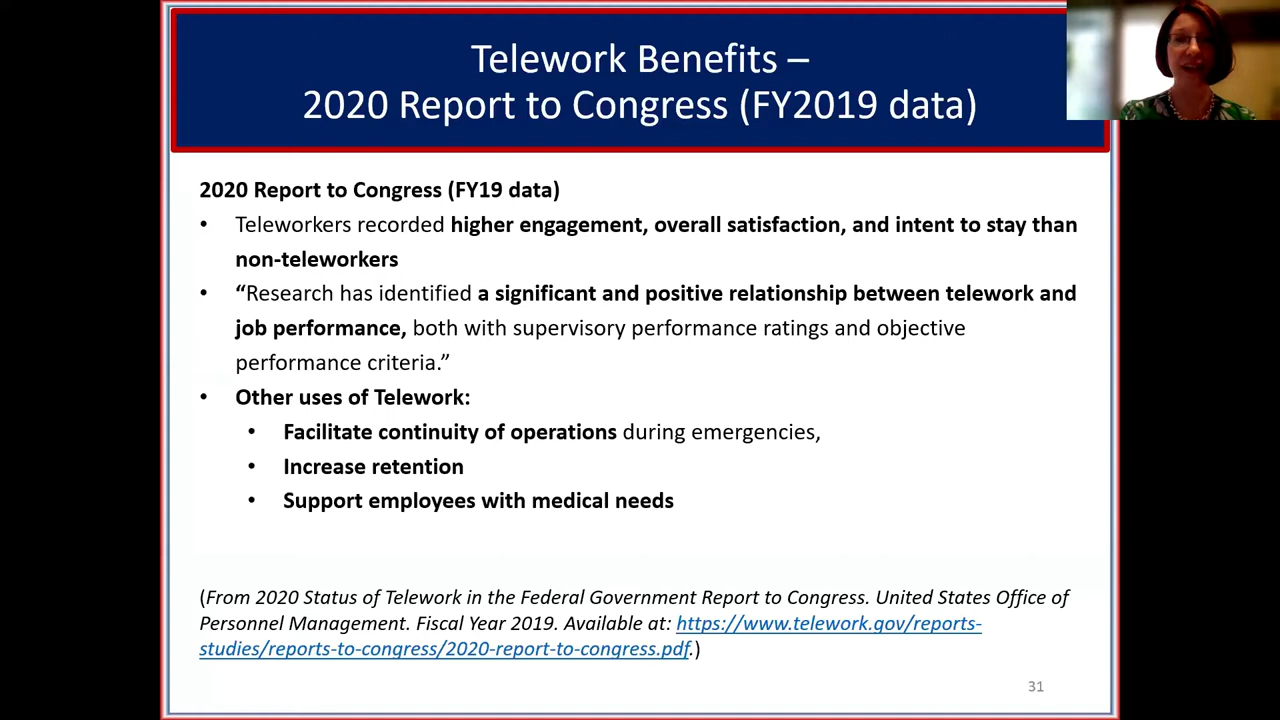 Telework Benefits –
2020 Report to Congress (FY2019 data)
2020 Report to Congress (FY19 data)
• Teleworkers recorded higher engagement, overall satisfaction, and intent to stay than
non-teleworkers
• “Research has identified a significant and positive relationship between telework and
job performance, both with supervisory performance ratings and objective
performance criteria.”
• Other uses of Telework:
• Facilitate continuity of operations during emergencies,
• Increase retention
• Support employees with medical needs
(From 2020 Status of Telework in the Federal Government Report to Congress. United States Office of
Personnel Management. Fiscal Year 2019. Available at: https://www.telework.gov/reports-
studies/reports-to-congress/2020-report-to-congress.pdf.)
31